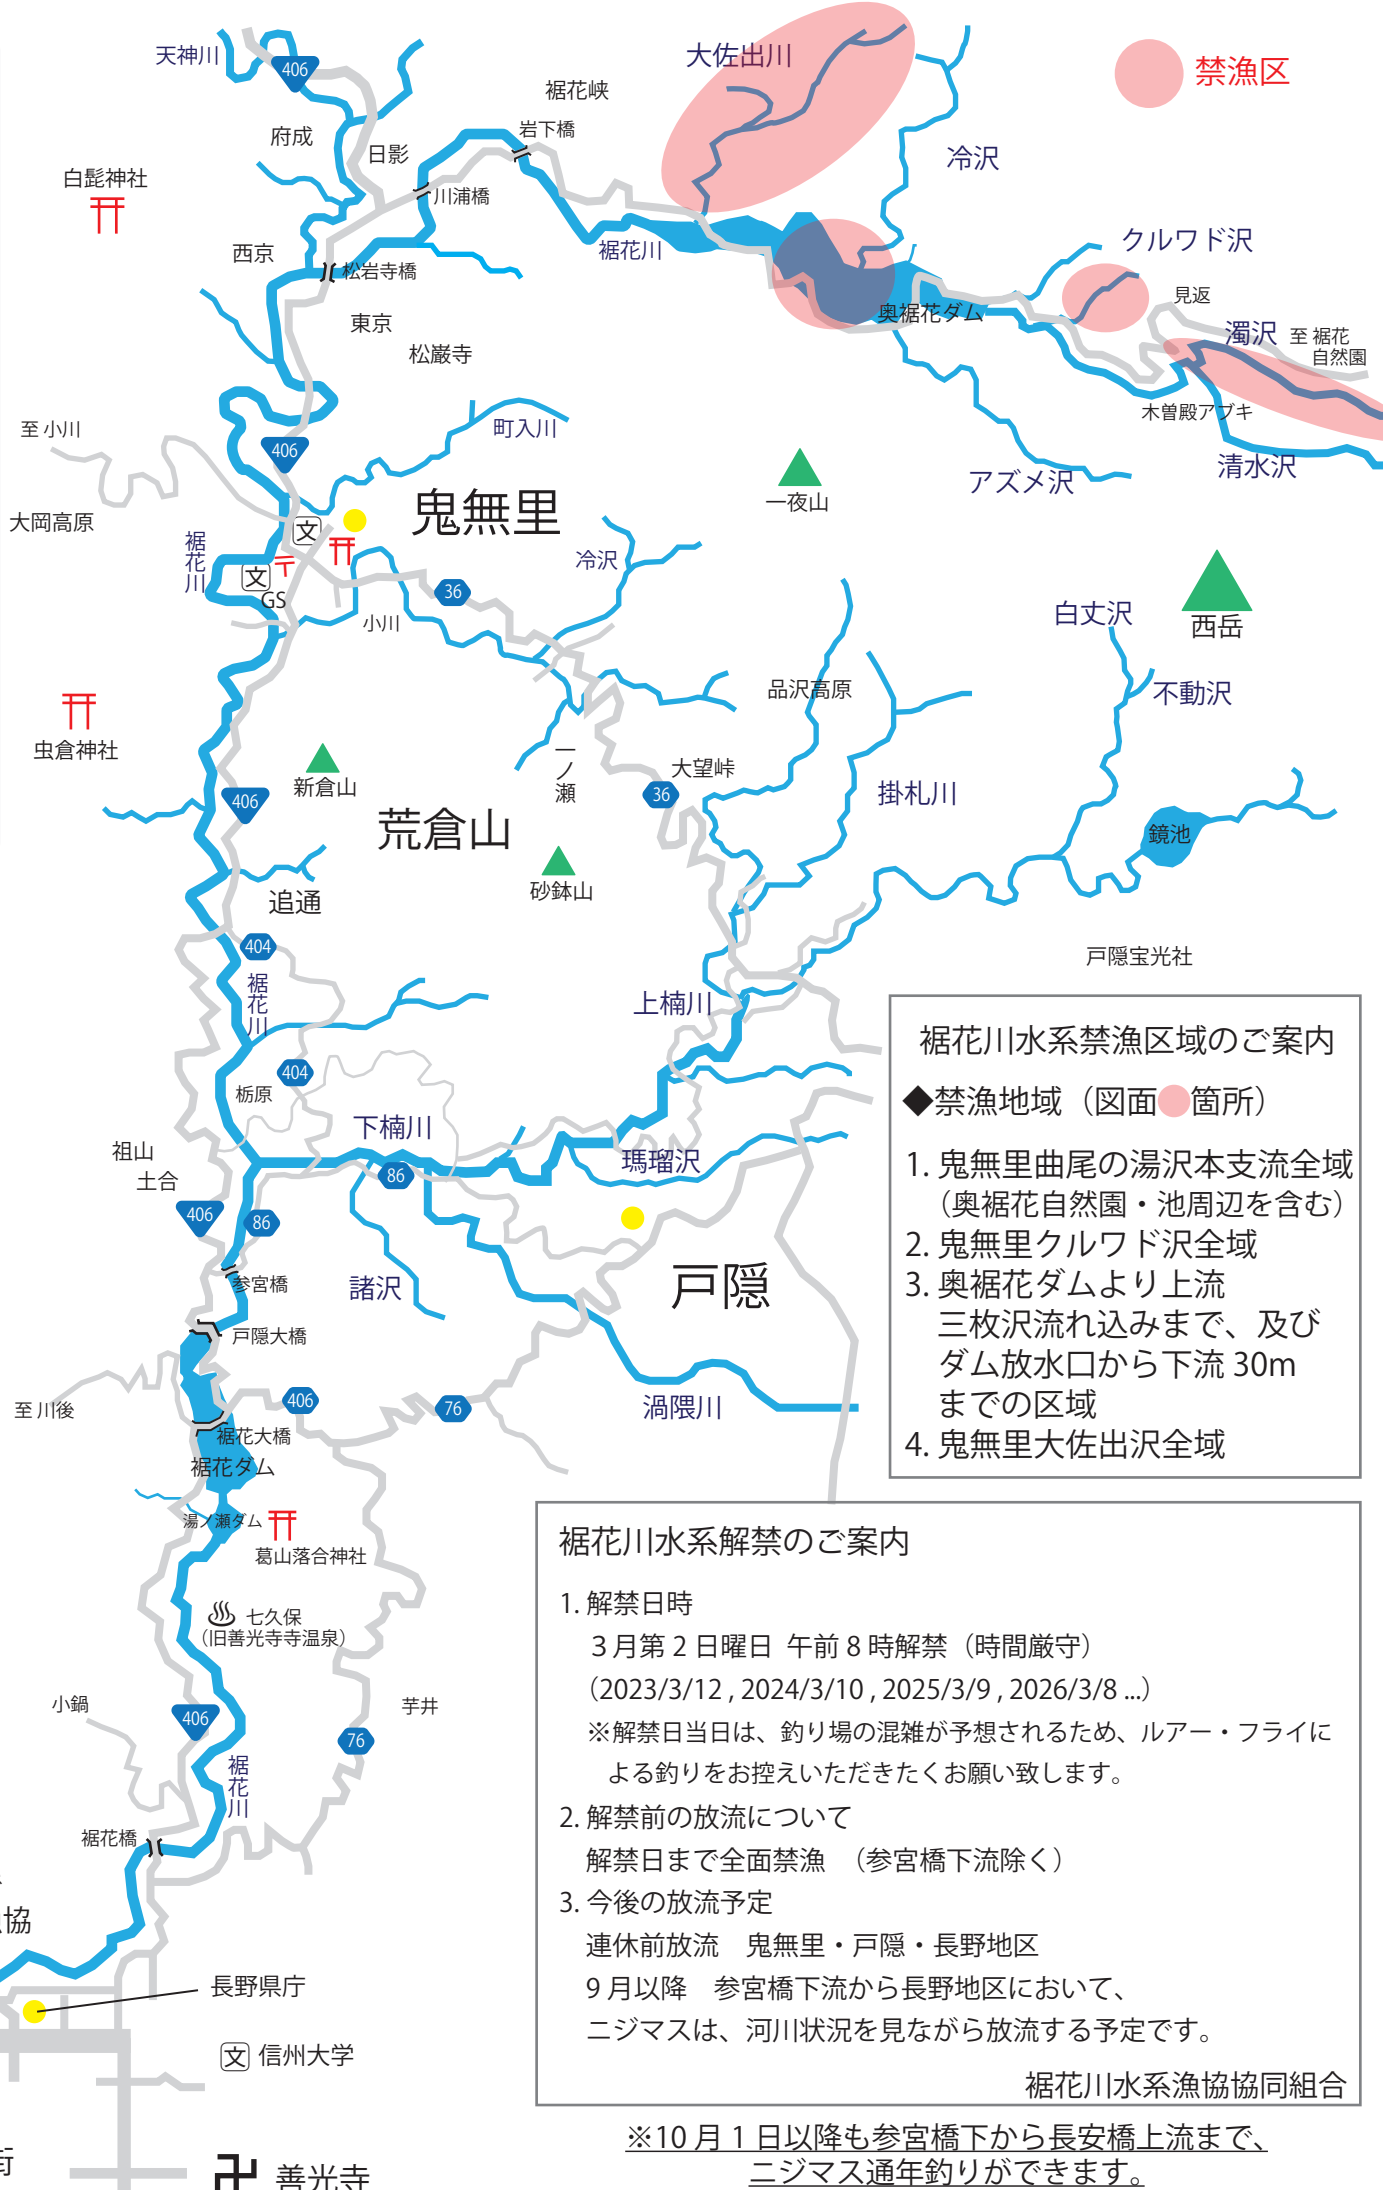 天神川
406
大佐出川
禁漁区
裾花峡
府成
岩下橋
日影
冷沢
白髭神社
川浦橋
西京
裾花川
クルワド沢
松岩寺橋
見返
奥裾花ダム
東京
濁沢
至 裾花
自然園
松巌寺
木曽殿アブキ
至 小川
町入川
406
清水沢
アズメ沢
一夜山
鬼無里
大岡高原
文
裾花川
冷沢
〒
文
36
GS
小川
白丈沢
西岳
品沢高原
不動沢
虫倉神社
一ノ瀬
大望峠
新倉山
36
掛札川
406
荒倉山
鏡池
砂鉢山
追通
404
戸隠宝光社
裾花川
上楠川
404
栃原
下楠川
祖山
瑪瑠沢
土合
86
406
86
諸沢
参宮橋
戸隠
戸隠大橋
至 川後
406
76
渦隈川
裾花大橋
裾花ダム
湯ノ瀬ダム
葛山落合神社
七久保
（旧善光寺寺温泉）
小鍋
406
芋井
76
裾花川
裾花橋
協
長野県庁
文 信州大学
街
卍 善光寺
裾花川水系禁漁区域のご案内
◆禁漁地域（図面●箇所）
1. 鬼無里曲尾の湯沢本支流全域
（奥裾花自然園・池周辺を含む）
2. 鬼無里クルワド沢全域
3. 奥裾花ダムより上流
三枚沢流れ込みまで、及び
ダム放水口から下流 30m
までの区域
4. 鬼無里大佐出沢全域
裾花川水系解禁のご案内
1. 解禁日時
３月第 2 日曜日 午前 8 時解禁（時間厳守）
（2023/3/12 , 2024/3/10 , 2025/3/9 , 2026/3/8 ...）
※解禁日当日は、釣り場の混雑が予想されるため、ルアー・フライに
よる釣りをお控えいただきたくお願い致します。
2. 解禁前の放流について
解禁日まで全面禁漁 （参宮橋下流除く）
3. 今後の放流予定
連休前放流 鬼無里・戸隠・長野地区
9 月以降 参宮橋下流から長野地区において、
ニジマスは、河川状況を見ながら放流する予定です。
裾花川水系漁協協同組合
※10 月 1 日以降も参宮橋下から長安橋上流まで、
ニジマス通年釣りができます。